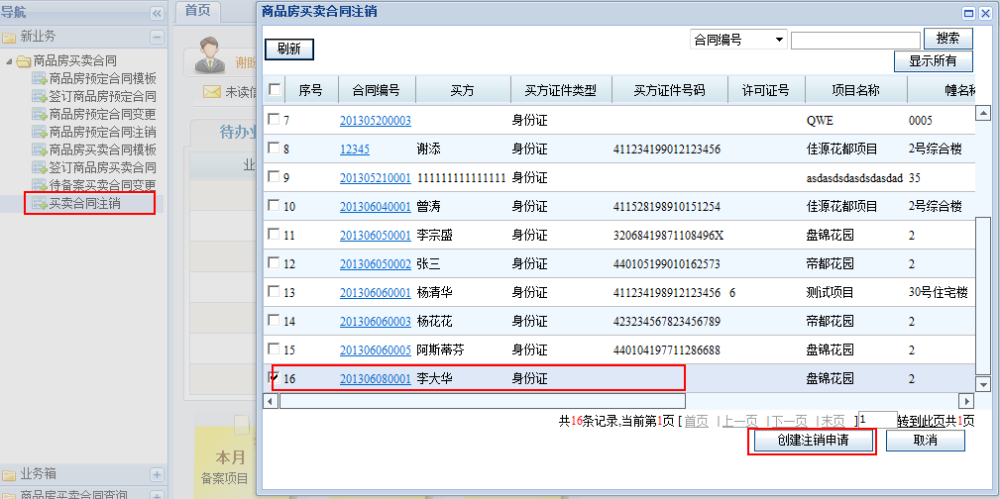 导航
新业务
商品房买卖合同
商品房预定合同模板
签订商品房预定合同
商品房预定合同变更
商品房预定合同注销
商品房买卖合同模板
签订商品房买卖合同
待备案买卖合同变更
买卖合同注销
业务箱
商品房买卖合同查询
首页
未读信
待办业
业
本月
备案项目
商品房买卖合同注销
刷新 合同编号 搜索
显示所有
序号 合同编号 买方 买方证件类型 买方证件号码 许可证号 项目名称 幢名称
7 201305200003 身份证 QWE 0005
8 12345 谢添 身份证 411234199012123456 佳源花都项目 2号综合楼
9 201305210001 111111111111111 身份证 asdasdsdasdsdasdad 35
10 201306040001 曾涛 身份证 411528198910151254 佳源花都项目 2号综合楼
11 201306050001 李宗盛 身份证 32068419871108496X 盘锦花园 2
12 201306050002 张三 身份证 440105199010162573 帝都花园 2
13 201306060001 杨清华 身份证 411234198912123456 6 测试项目 30号住宅楼
14 201306060003 杨花花 身份证 423234567823456789 帝都花园 2
15 201306060005 阿斯蒂芬 身份证 440104197711286688 盘锦花园 2
16 201306080001 李大华 身份证 盘锦花园 2
共16条记录,当前第1页 [ 首页 | 上一页 | 下一页 | 末页 ] 1 转到此页共1页
创建注销申请 取消